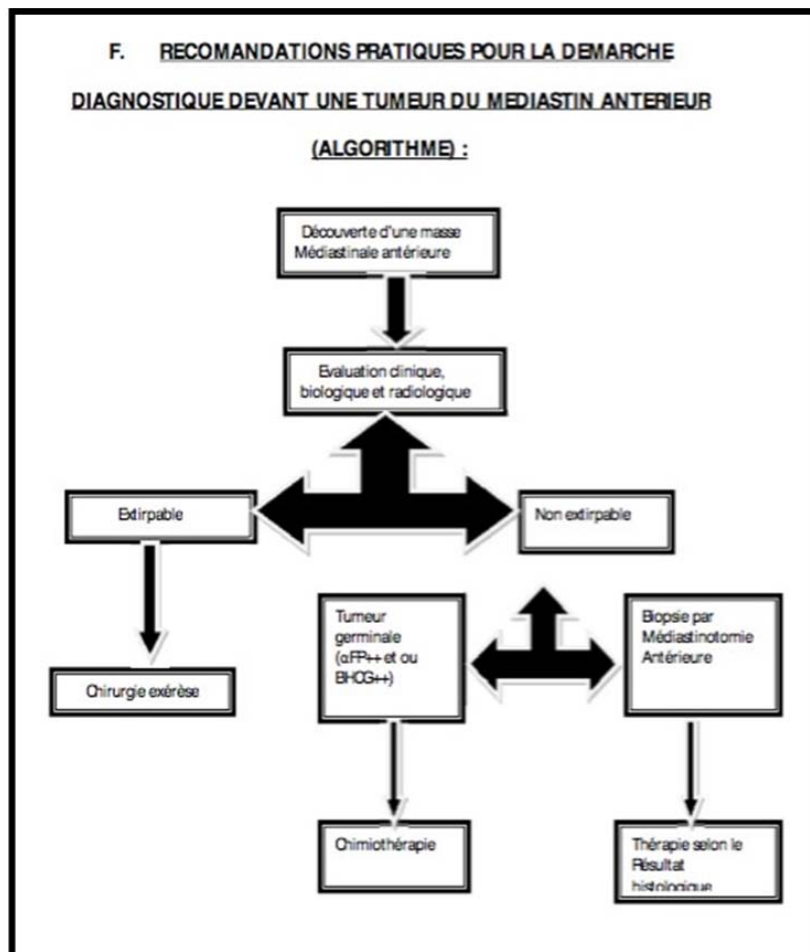 F. RECOMANDATIONS PRATIQUES POUR LA DEMARCHE
DIAGNOSTIQUE DEVANT UNE TUMEUR DU MEDIASTIN ANTERIEUR
(ALGORITHME) :
Découverte d'une masse
Médiastinale antérieure
Evaluation clinique,
biologique et radiologique
Extirpable
Non extirpable
Tumeur
germinale
(αFP++ et ou
BHCG++)
Biopsie par
Médiastinotomie
Antérieure
Chirurgie exérèse
Chimiothérapie
Thérapie selon le
Résultat
histologique